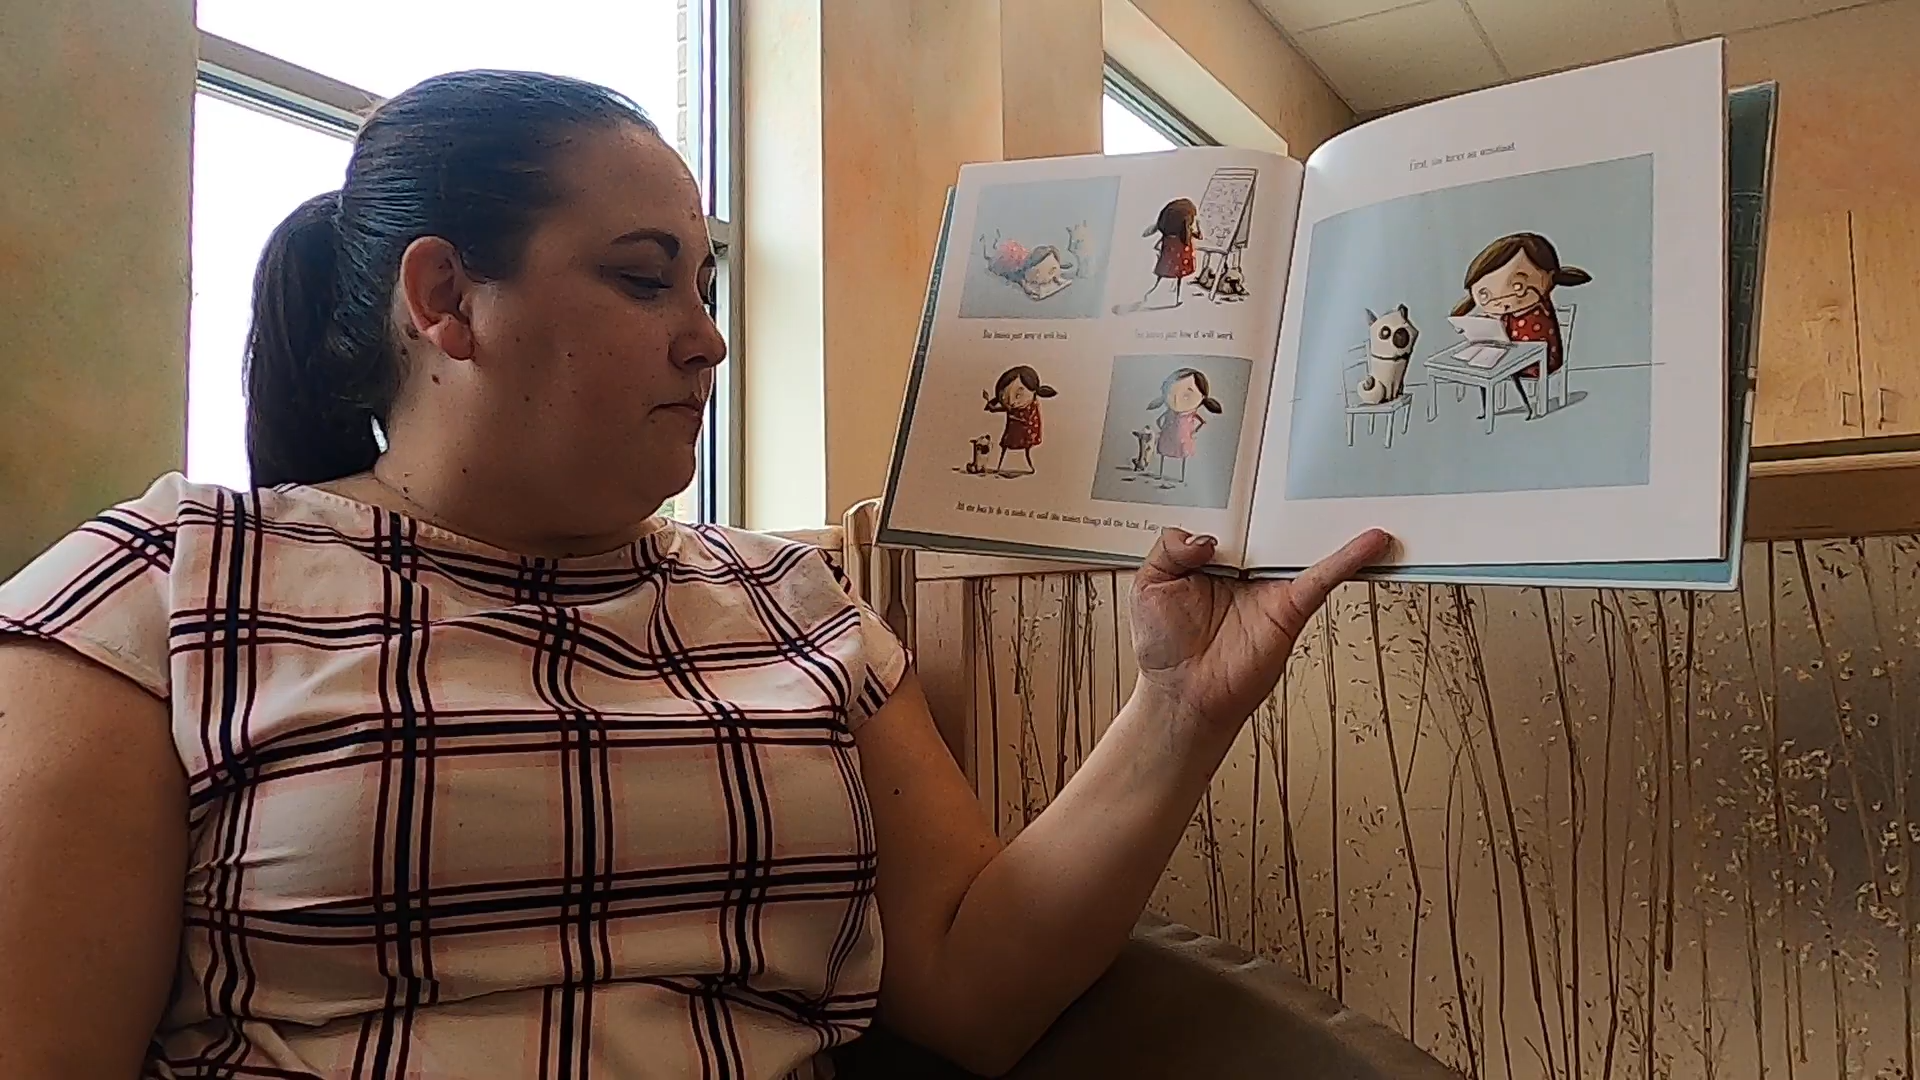 She knows just how it will look.
She knows just how it will work.
All she has to do is make it, and she makes things all the time. Easy
First, she hires an assistant.